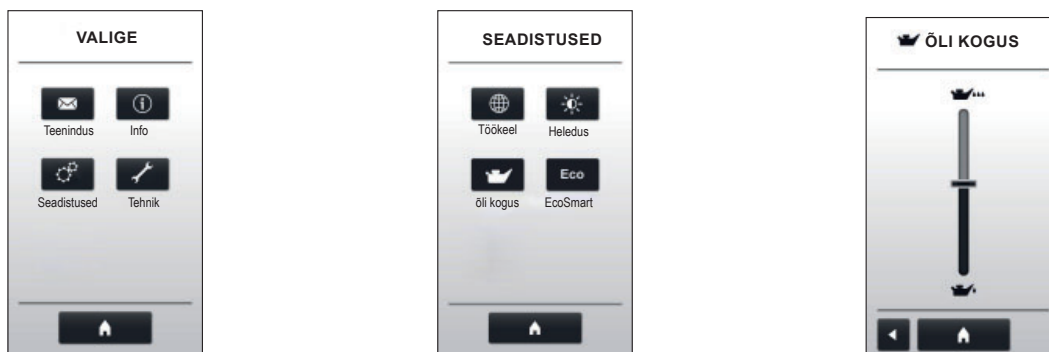 VALIGE
Teenindus Info
Seadistused Tehnik
SEADISTUSED
Töökeel Heledus
Eco
õli kogus EcoSmart
ÕLI KOGUS